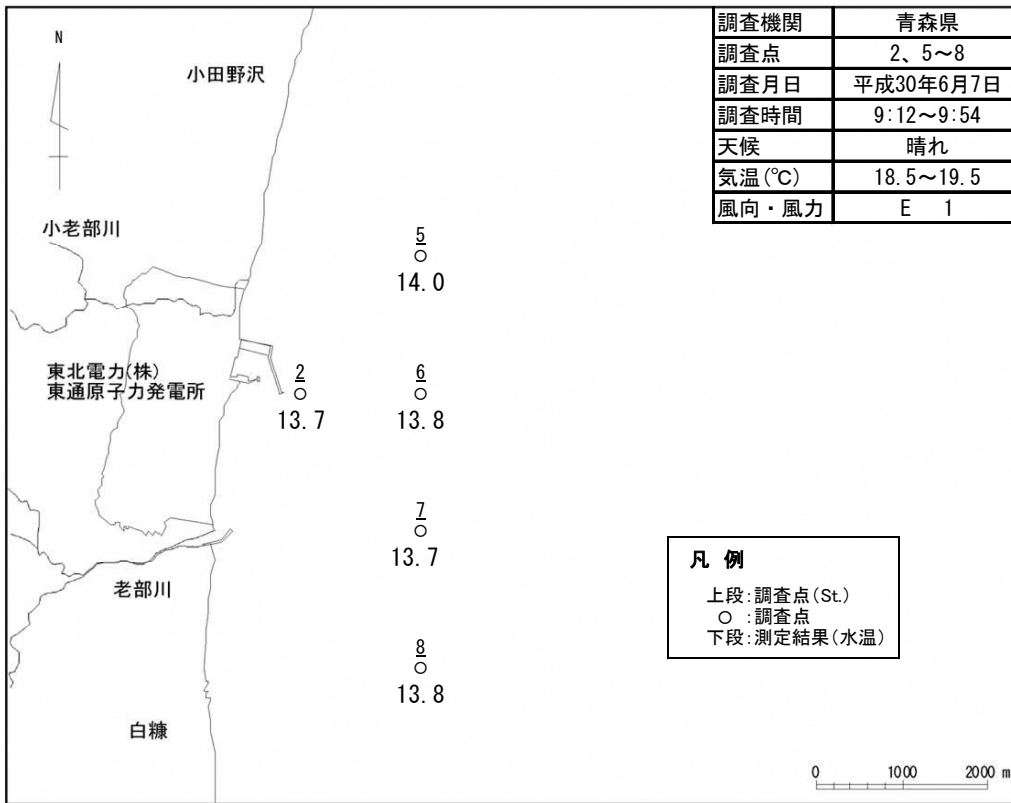 調査機関 青森県
調査点 2、5～8
調査月日 平成30年6月7日
調査時間 9:12～9:54
天候 晴れ
気温(℃) 18.5～19.5
風向・風力 E 1
N
小田野沢
小老部川
5
14.0
東北電力(株)
東通原子力発電所
2
13.7
6
13.8
7
13.7
老部川
8
13.8
白糠
凡 例
上段:調査点(St.)
○ :調査点
下段:測定結果(水温)
0 1000 2000 m